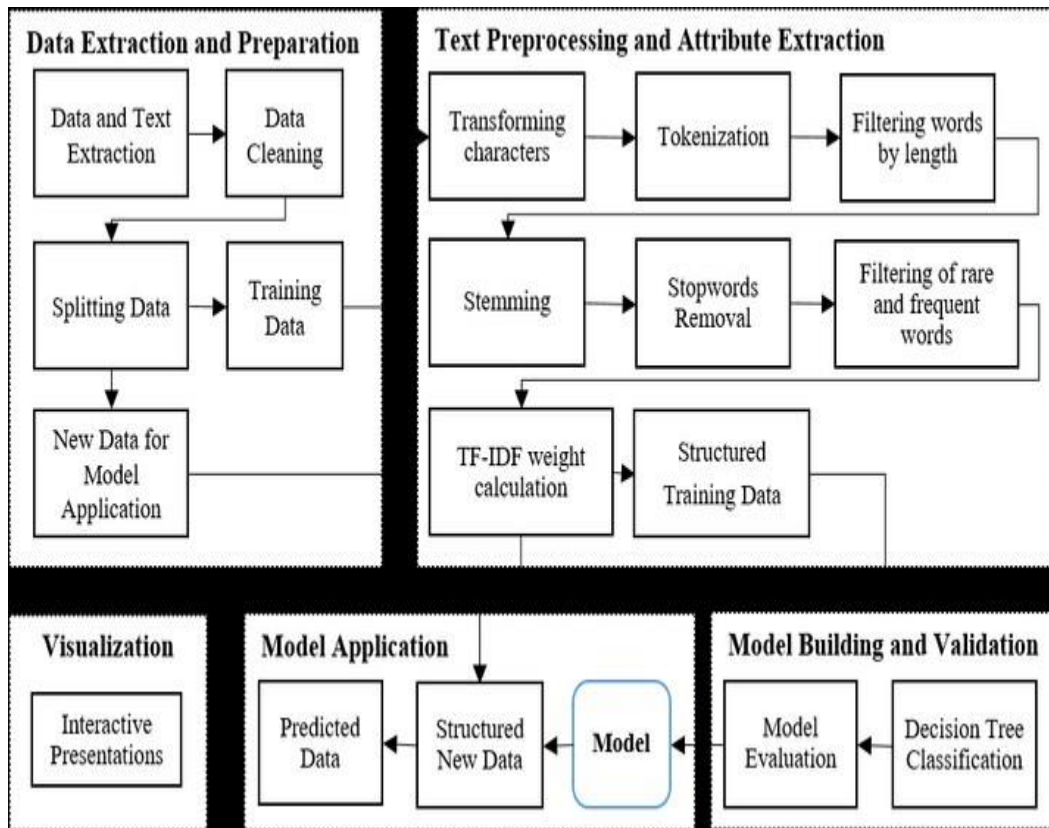 Data Extraction and Preparation
Data and Text
Extraction
Data
Cleaning
Splitting Data
Training
Data
New Data for
Model
Application
Text Preprocessing and Attribute Extraction
Transforming
characters
Tokenization
Filtering words
by length
Stemming
Stopwords
Removal
Filtering of rare
and frequent
words
TF-IDF weight
calculation
Structured
Training Data
Visualization
Interactive
Presentations
Model Application
Predicted
Data
Structured
New Data
Model
Model Building and Validation
Model
Evaluation
Decision Tree
Classification